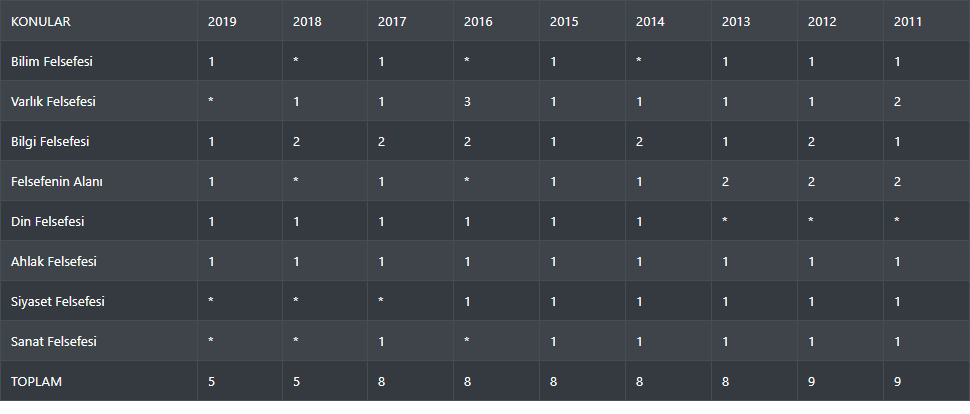 KONULAR 2019 2018 2017 2016 2015 2014 2013 2012 2011
Bilim Felsefesi 1 * 1 * 1 * 1 1 1
Varlık Felsefesi * 1 1 3 1 1 1 1 2
Bilgi Felsefesi 1 2 2 2 1 2 1 2 1
Felsefenin Alanı 1 * 1 * 1 1 2 2 2
Din Felsefesi 1 1 1 1 1 1 * * *
Ahlak Felsefesi 1 1 1 1 1 1 1 1 1
Siyaset Felsefesi * * * 1 1 1 1 1 1
Sanat Felsefesi * * 1 * 1 1 1 1 1
TOPLAM 5 5 8 8 8 8 8 9 9